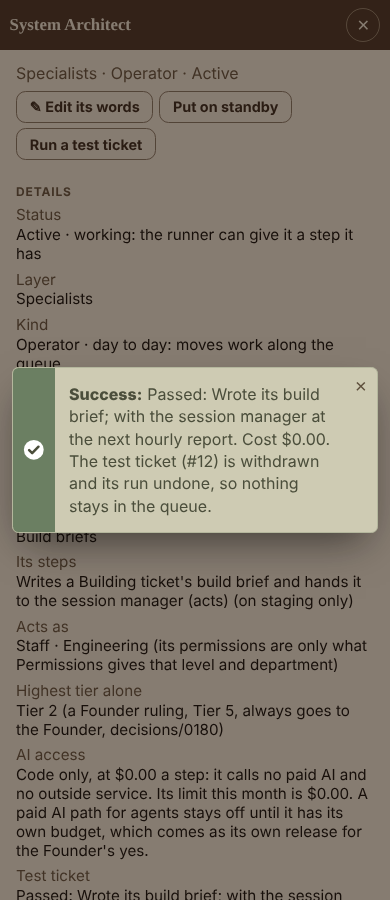 System Architect
Specialists · Operator · Active
✎ Edit its words
Put on standby
Run a test ticket
DETAILS
Status
Active · working: the runner can give it a step it
has
Layer
Specialists
Kind
Operator · day to day: moves work along the
queue
Success: Passed: Wrote its build
brief; with the session manager at
the next hourly report. Cost $0.00.
The test ticket (#12) is withdrawn
and its run undone, so nothing
stays in the queue.
Build briefs
Its steps
Writes a Building ticket's build brief and hands it
to the session manager (acts) (on staging only)
Acts as
Staff · Engineering (its permissions are only what
Permissions gives that level and department)
Highest tier alone
Tier 2 (a Founder ruling, Tier 5, always goes to
the Founder, decisions/0180)
AI access
Code only, at $0.00 a step: it calls no paid AI and
no outside service. Its limit this month is $0.00. A
paid AI path for agents stays off until it has its
own budget, which comes as its own release for
the Founder's yes.
Test ticket
Passed: Wrote its build brief; with the session